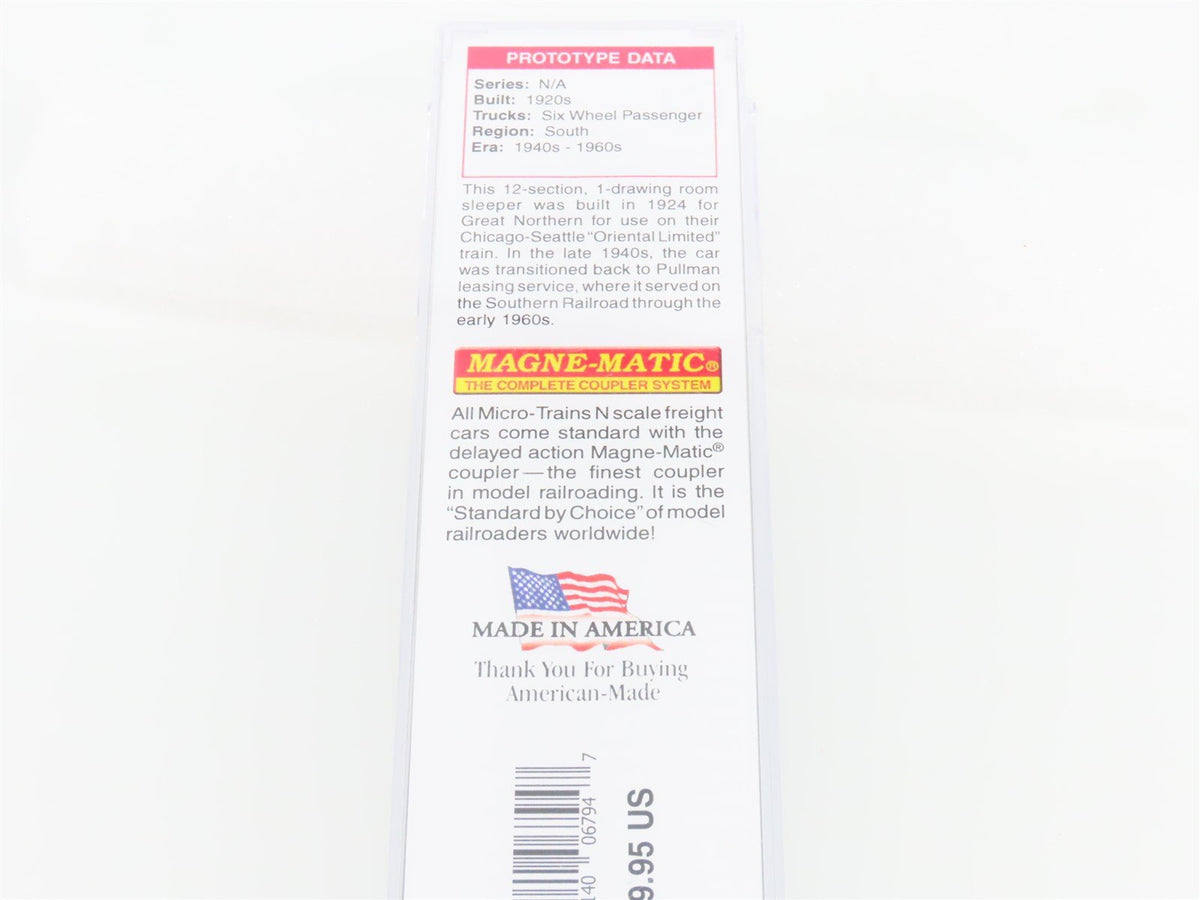 PROTOTYPE DATA
Series: N/A
Built: 1920s
Trucks: Six Wheel Passenger
Region: South
Era: 1940s - 1960s
This 12-section, 1-drawing room
sleeper was built in 1924 for
Great Northern for use on their
Chicago-Seattle "Oriental Limited"
train. In the late 1940s, the car
was transitioned back to Pullman
leasing service, where it served on
the Southern Railroad through the
early 1960s.
MAGNE-MATIC®
THE COMPLETE COUPLER SYSTEM
All Micro-Trains N scale freight
cars come standard with the
delayed action Magne-Matic®
coupler—the finest coupler
in model railroading. It is the
"Standard by Choice" of model
railroaders worldwide!
MADE IN AMERICA
Thank You For Buying
American-Made
140 06794 7
9.95 US